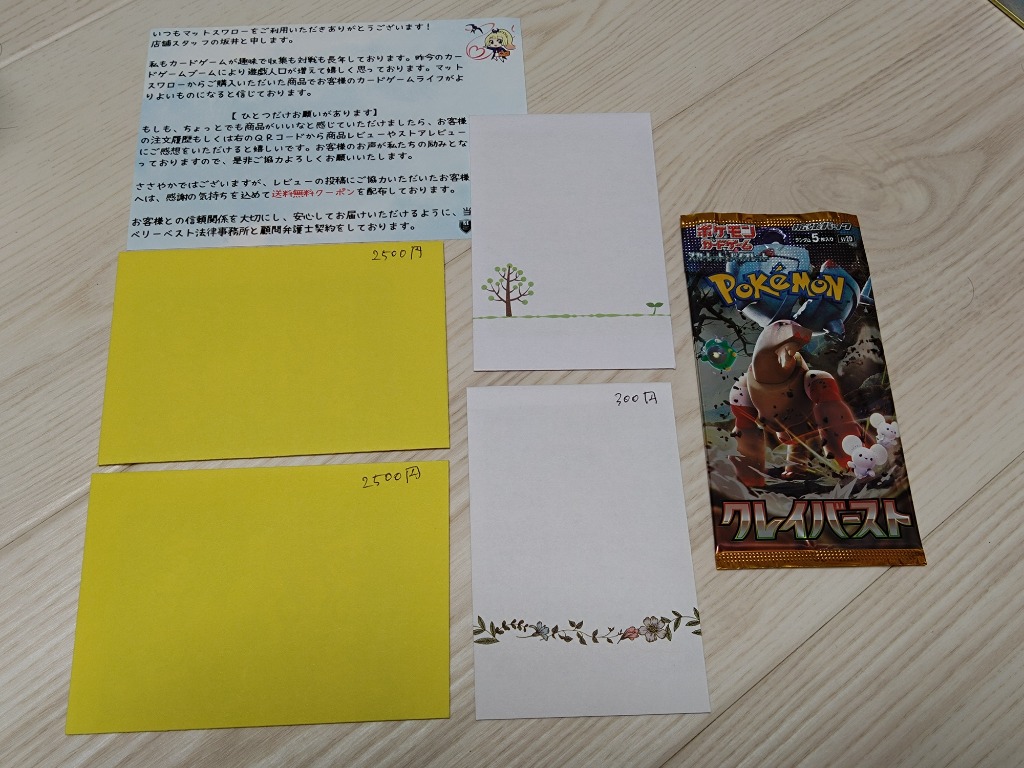 いつもマットスワローをご利用いただきありがとうございます！
店舗スタッフの坂井と申します。
私もカードゲームが趣味で収集も対戦も長年しております。昨今のカー
ドゲームブームにより遊戯人口が増えて嬉しく思っております。マット
スワローからご購入いただいた商品でお客様のカードゲームライフがよ
りよいものになると信じております。
【 ひとつだけお願いがあります】
もしも、ちょっとでも商品がいいなと感じていただけましたら、お客様
の注文履歴もしくは右のQRコードから商品レビューやストアレビュー
にご感想をいただけると嬉しいです。お客様のお声が私たちの励みとな
っておりますので、是非ご協力よろしくお願いいたします。
ささやかではございますが、レビューの投稿にご協力いただいたお客様
へは、感謝の気持ちを込めて送料無料クーポンを配布しております。
お客様との信頼関係を大切にし、安心してお届けいただけるように、当
ベリーベスト法律事務所と顧問弁護士契約をしております。
2500円
2500円
300円
ポケモン
カードゲーム
ランダム5枚入り
POKéMON
クレイバースト